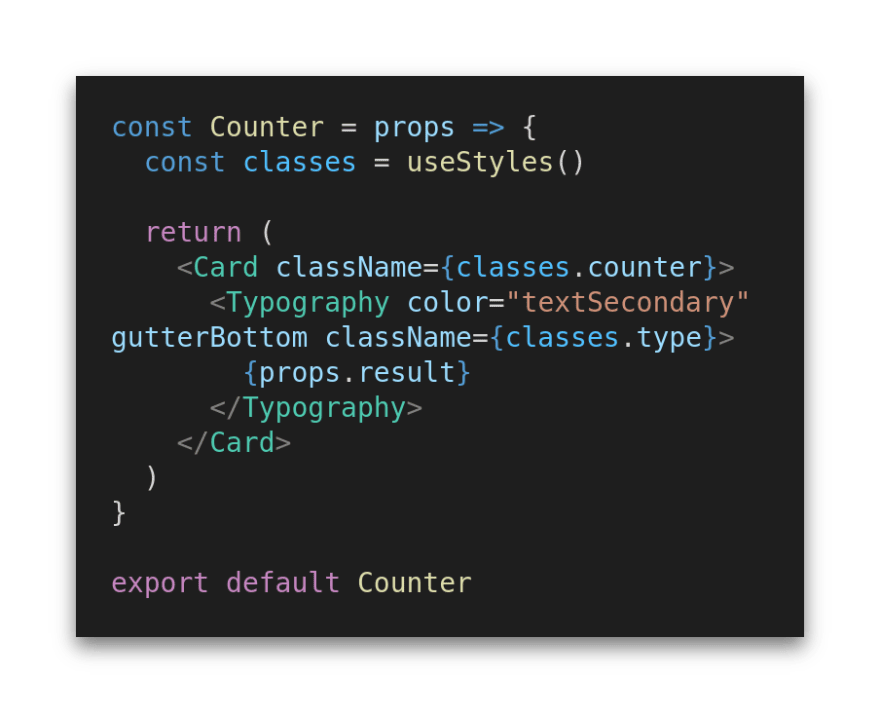 const Counter = props => {
  const classes = useStyles()

  return (
    <Card className={classes.counter}>
      <Typography color="textSecondary"
gutterBottom className={classes.type}>
        {props.result}
      </Typography>
    </Card>
  )
}

export default Counter